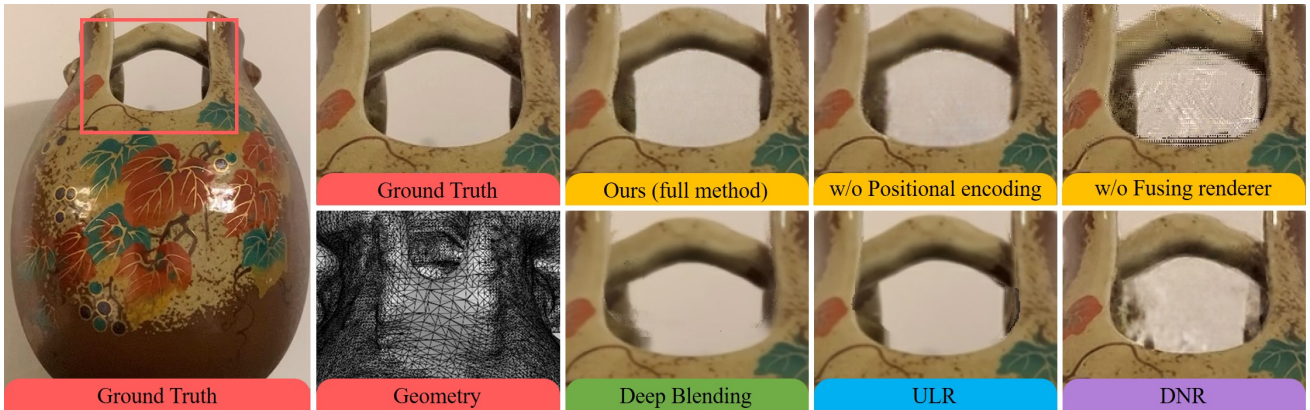 Ground Truth
Ours (full method)
w/o Positional encoding
w/o Fusing renderer
Ground Truth
Geometry
Deep Blending
ULR
DNR